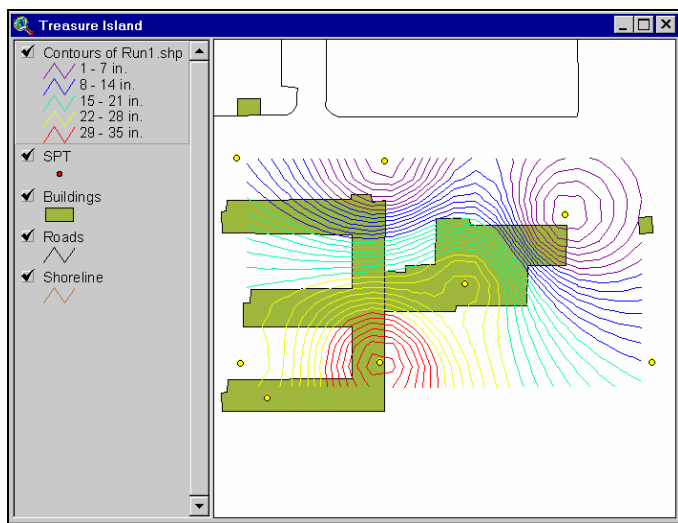 Treasure Island
Contours of Run1.shp
1 - 7 in.
8 - 14 in.
15 - 21 in.
22 - 28 in.
29 - 35 in.
SPT
Buildings
Roads
Shoreline